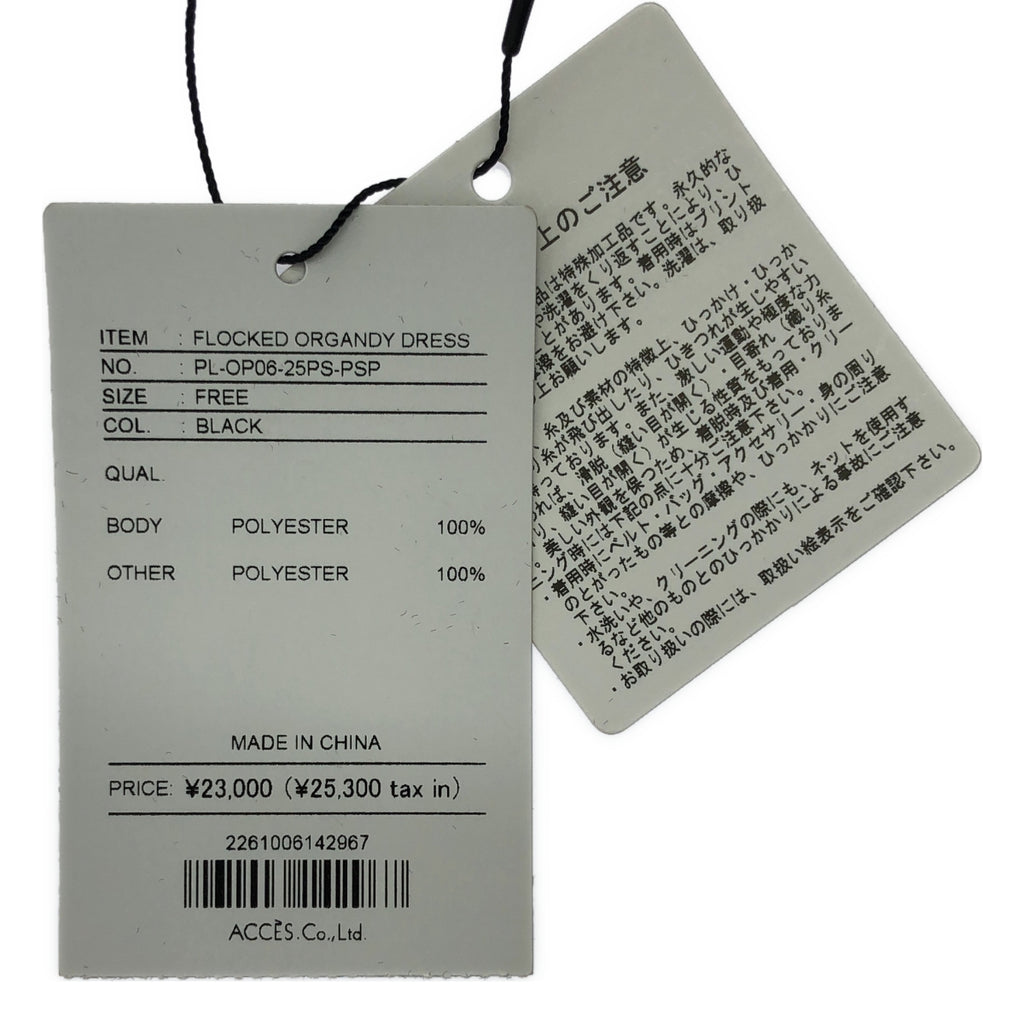 ITEM : FLOCKED ORGANDY DRESS
NO. : PL-OP06-25PS-PSP
SIZE : FREE
COL. : BLACK
QUAL.
BODY POLYESTER 100%
OTHER POLYESTER 100%
MADE IN CHINA
PRICE: ¥23,000 (¥25,300 tax in)
2261006142967
ACCÈS.Co.,Ltd.
上のご注意
品は特殊加工品です。永久的な
や洗濯をくり返すことにより、ひ
とがあります。着用時はプリント
擦をお避け下さい。洗濯は、取り扱
上お願いします。
糸及び素材の特徴上、ひっかけ・ひっか
糸が飛び出したり、ひきつれが生じやすい
持っております。また、激しい運動や極度な力
れば、滑脱(縫い目が開く)・目寄れ(織り糸
り、縫い目が開く)が生じる性質をもっておりま
。美しい外観を保つため、着脱時及び着用・クリー
ニング時には下記の点に十分ご注意下さい。
・着用時にベルト・バッグ・アクセサリー、身の周り
のとがったもの等との摩擦や、ひっかかりにご注意
下さい。
・水洗いや、クリーニングの際にも、ネットを使用す
るなど他のものとのひっかかりによる事故にご注意
ください。
・お取り扱いの際には、取扱い絵表示をご確認下さい。